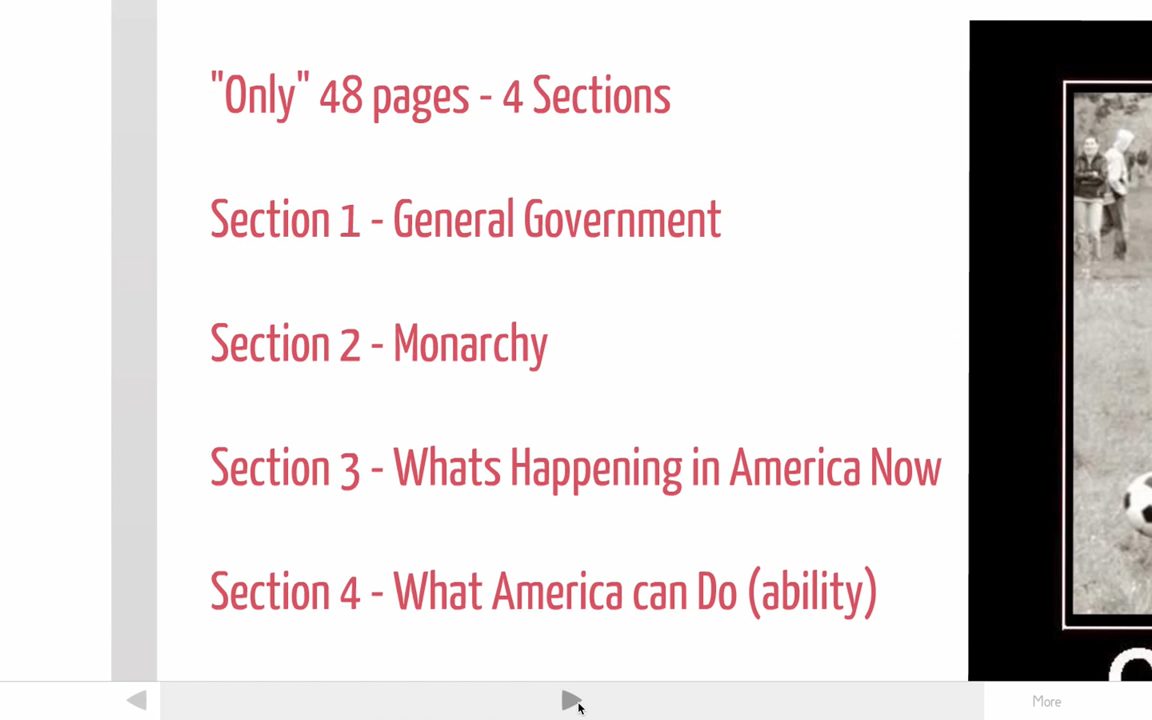 "Only" 48 pages - 4 Sections
Section 1 - General Government
Section 2 - Monarchy
Section 3 - Whats Happening in America Now
Section 4 - What America can Do (ability)
More